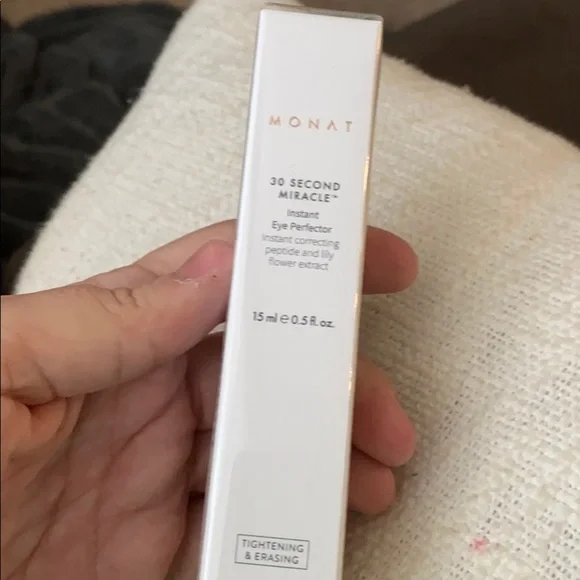 MONAT
30 SECOND
MIRACLE™
Instant
Eye Perfector
Instant correcting
peptide and lily
flower extract
15 ml e 0.5 fl. oz.
TIGHTENING
& ERASING